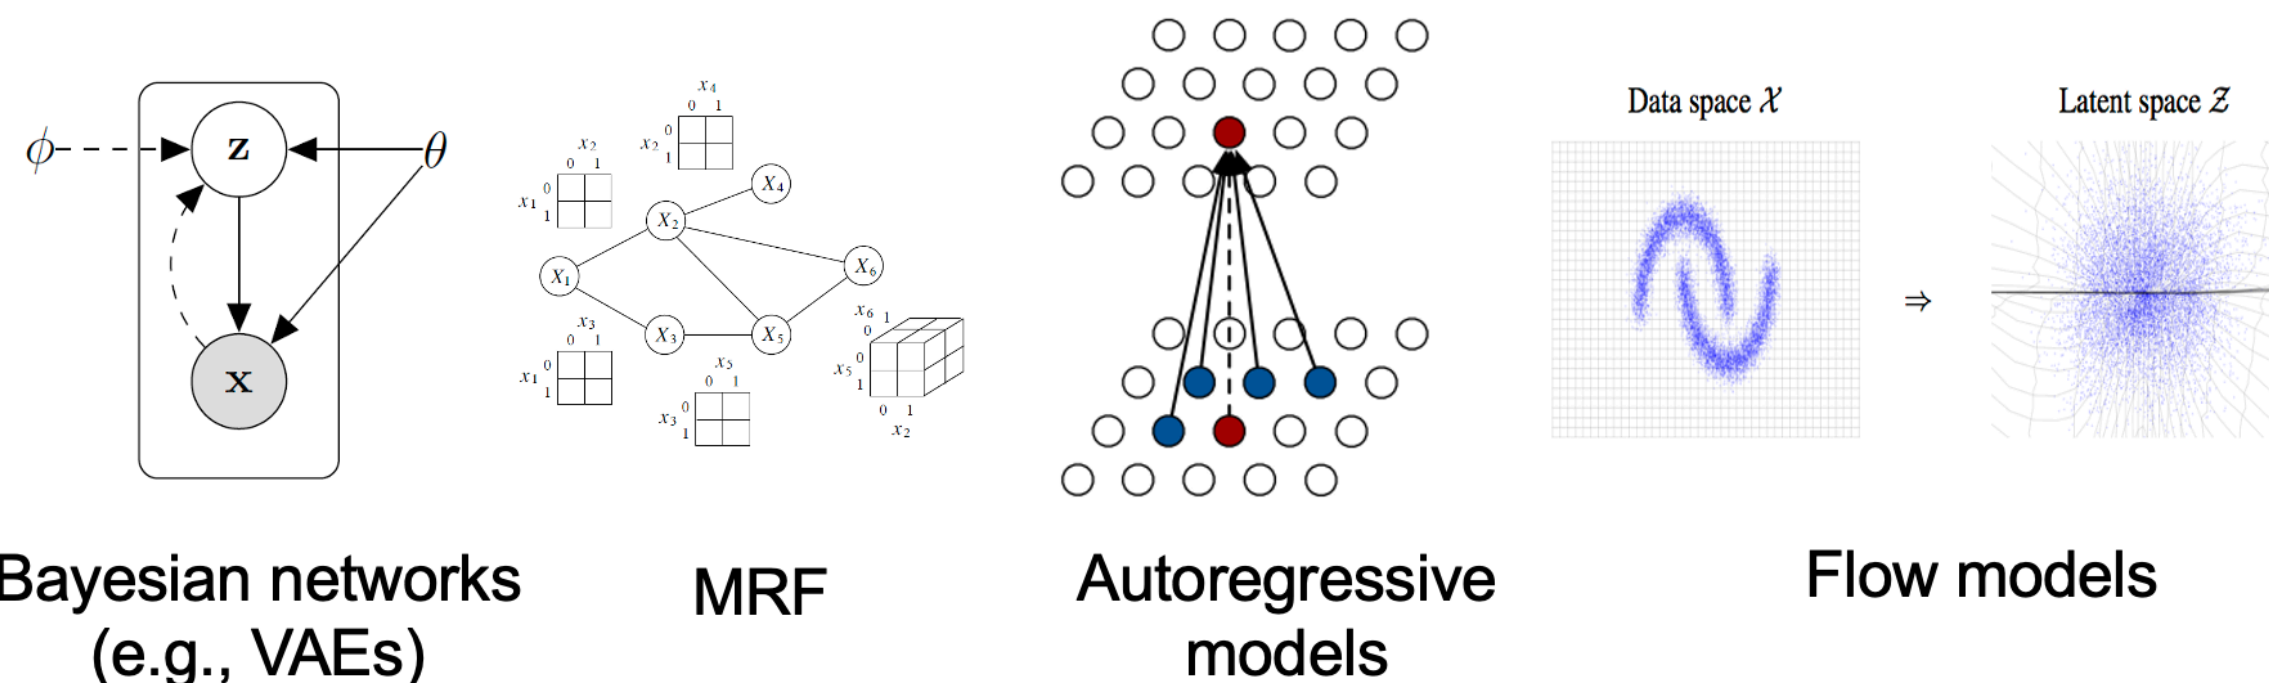 ϕ
z
θ
x
x4
0 1
x2
0
1
x2
0 1
x1
0
1
X4
X2
X1
X6
X3
X5
x3
0 1
x1
0
1
x5
0 1
x3
0
1
x6
1
0
x5
0
1
0 1
x2
Data space 𝒳
⇒
Latent space 𝒵
Bayesian networks
(e.g., VAEs)
MRF
Autoregressive
models
Flow models